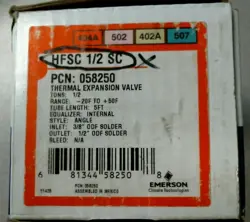 404A 502 402A 507
HFSC 1/2 SC X
PCN: 058250
THERMAL EXPANSION VALVE
TONS: 1/2
RANGE: -20F TO +50F
TUBE LENGTH: 5FT
EQUALIZER: INTERNAL
STYLE: ANGLE
INLET: 3/8" ODF SOLDER
OUTLET: 1/2" ODF SOLDER
BLEED: N/A
6 81344 58250
PCN 058250
ASSEMBLED IN MEXICO
EMERSON
Climate Technologies